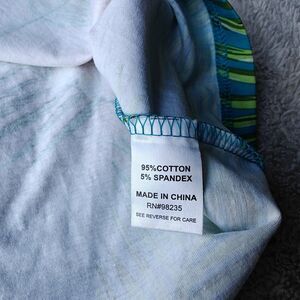 95%COTTON
5% SPANDEX
MADE IN CHINA
RN#98235
SEE REVERSE FOR CARE